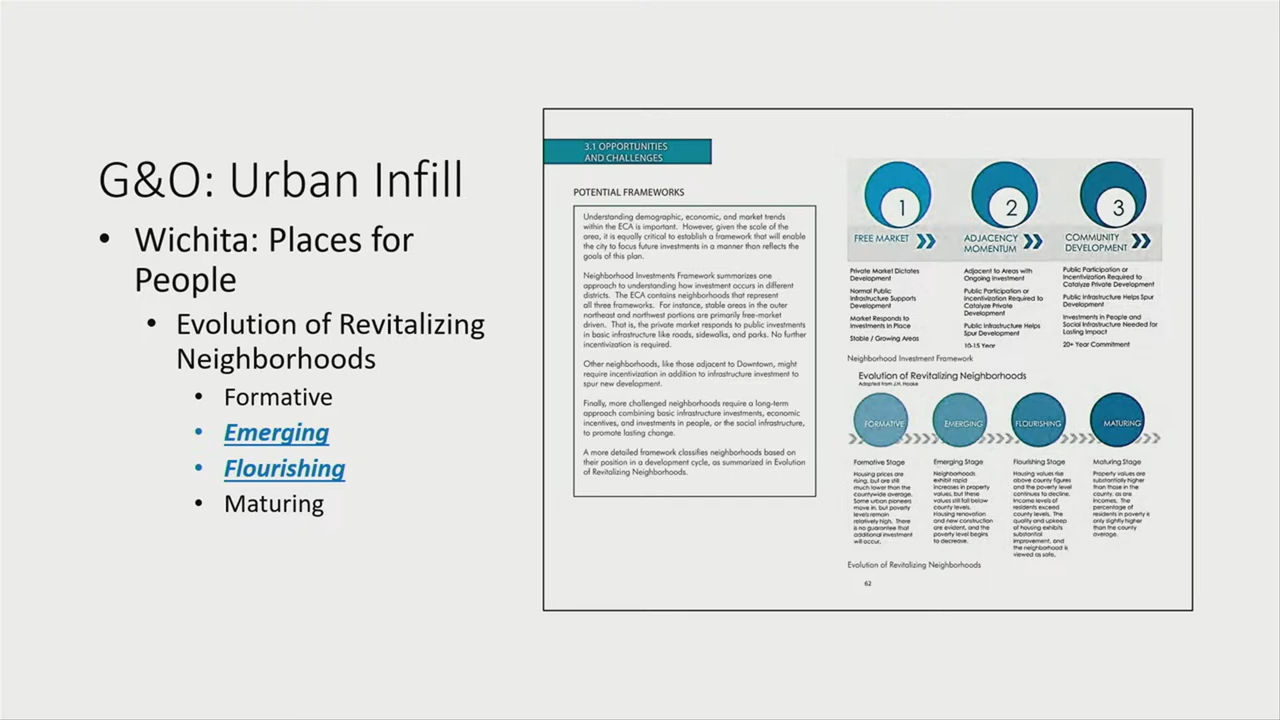 G&O: Urban Infill
• Wichita: Places for
People
• Evolution of Revitalizing
Neighborhoods
• Formative
• Emerging
• Flourishing
• Maturing
3.1 OPPORTUNITIES
AND CHALLENGES
POTENTIAL FRAMEWORKS
Understanding demographic, economic, and market trends
within the ECA is important. However, given the scale of the
area, it is equally critical to establish a framework that will enable
the city to focus future investments in a manner than reflects the
goals of this plan.
Neighborhood Investments Framework summarizes one
approach to understanding how investment occurs in different
districts. The ECA contains neighborhoods that represent
all three frameworks. For instance, stable areas in the outer
northeast and northwest portions are primarily free-market
driven. That is, the private market responds to public investments
in basic infrastructure like roads, sidewalks, and parks. No further
incentivization is required.
Other neighborhoods, like those adjacent to Downtown, might
require incentivization in addition to infrastructure investment to
spur new development.
Finally, more challenged neighborhoods require a long-term
approach combining basic infrastructure investments, economic
incentives, and investments in people, or the social infrastructure,
to promote lasting change.
A more detailed framework classifies neighborhoods based on
their position in a development cycle, as summarized in Evolution
of Revitalizing Neighborhoods.
1
FREE MARKET
Private Market Dictates
Development
Normal Public
Infrastructure Supports
Development
Market Responds to
Investments in Place
Stable / Growing Areas
2
ADJACENCY
MOMENTUM
Adjacent to Areas with
Ongoing Investment
Public Participation or
Incentivization Required to
Catalyze Private
Development
Public Infrastructure Helps
Spur Development
10-15 Year
3
COMMUNITY
DEVELOPMENT
Public Participation or
Incentivization Required to
Catalyze Private Development
Public Infrastructure Helps Spur
Development
Investments in People and
Social Infrastructure Needed for
Lasting Impact
20+ Year Commitment
Neighborhood Investment Framework
Evolution of Revitalizing Neighborhoods
Adapted from J.H.
FORMATIVE
EMERGING
FLOURISHING
MATURING
Formative Stage
Housing prices are
rising, but are still
much lower than the
countywide average.
Some urban pioneers
move in, but poverty
levels remain
relatively high. There
is no guarantee that
additional investment
will occur.
Emerging Stage
Neighborhoods
exhibit rapid
increases in property
values, but these
values still fall below
county levels.
Housing renovation
and new construction
are evident, and the
poverty level begins
to decrease.
Flourishing Stage
Housing values rise
above county figures
and the poverty level
continues to decline.
Income levels of
residents exceed
county levels. The
quality and upkeep
of housing exhibits
substantial
improvement, and
the neighborhood is
viewed as safe.
Maturing Stage
Property values are
substantially higher
than those in the
county, as are
incomes. The
percentage of
residents in poverty is
only slightly higher
than the county
average.
Evolution of Revitalizing Neighborhoods
62